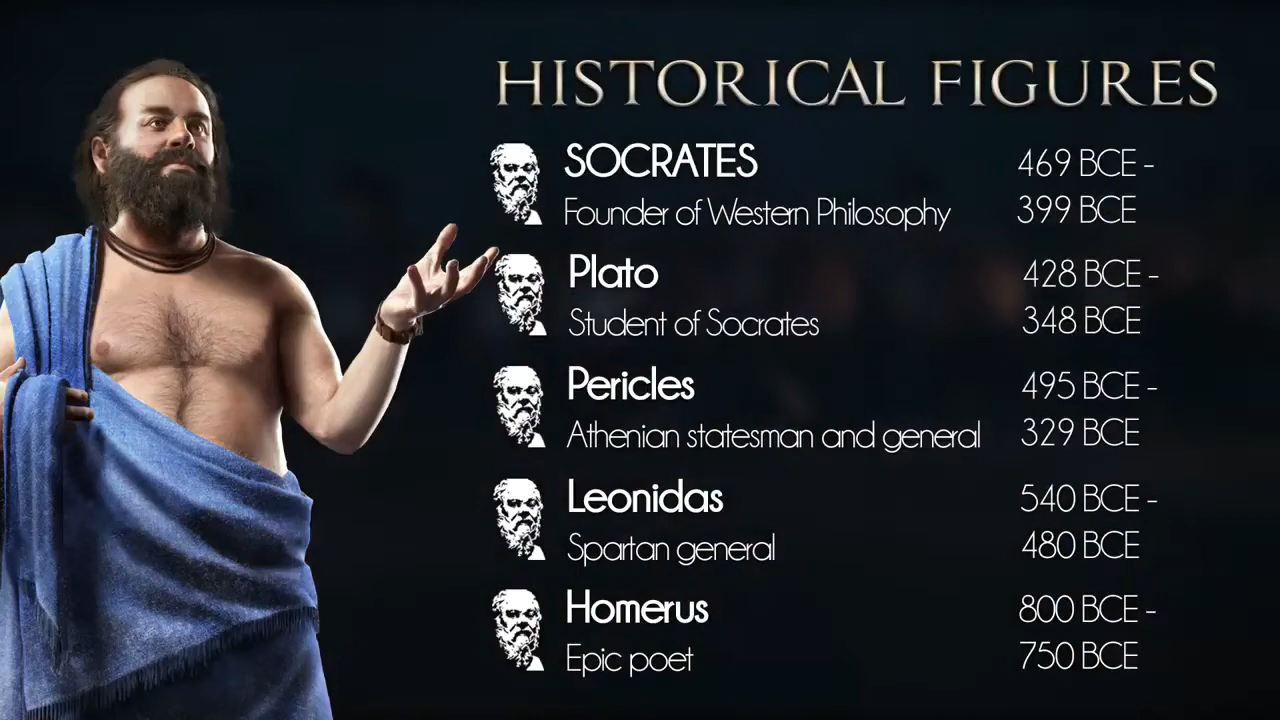 HISTORICAL FIGURES
SOCRATES 469 BCE -
Founder of Western Philosophy 399 BCE
Plato 428 BCE -
Student of Socrates 348 BCE
Pericles 495 BCE -
Athenian statesman and general 329 BCE
Leonidas 540 BCE -
Spartan general 480 BCE
Homerus 800 BCE -
Epic poet 750 BCE